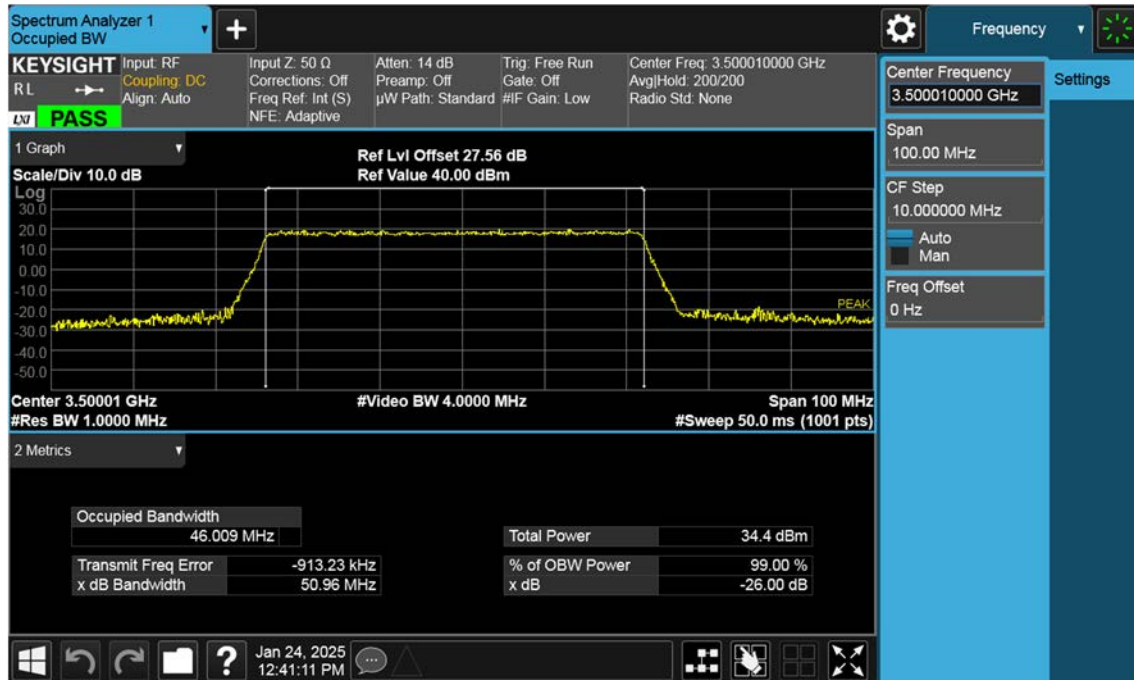 Spectrum Analyzer 1
Occupied BW
+
Frequency
KEYSIGHT
RL
LXI PASS
Input: RF
Coupling: DC
Align: Auto
Input Z: 50 Ω
Corrections: Off
Freq Ref: Int (S)
NFE: Adaptive
Atten: 14 dB
Preamp: Off
µW Path: Standard
Trig: Free Run
Gate: Off
#IF Gain: Low
Center Freq: 3.500010000 GHz
Avg|Hold: 200/200
Radio Std: None
1 Graph
Scale/Div 10.0 dB
Ref Lvl Offset 27.56 dB
Ref Value 40.00 dBm
Log
30.0
20.0
10.0
0.00
-10.0
-20.0
-30.0
-40.0
-50.0
PEAK
Center 3.50001 GHz
#Video BW 4.0000 MHz
Span 100 MHz
#Res BW 1.0000 MHz
#Sweep 50.0 ms (1001 pts)
2 Metrics
Occupied Bandwidth
46.009 MHz
Total Power 34.4 dBm
Transmit Freq Error -913.23 kHz
% of OBW Power 99.00 %
x dB Bandwidth 50.96 MHz
x dB -26.00 dB
Center Frequency
3.500010000 GHz
Settings
Span
100.00 MHz
CF Step
10.000000 MHz
Auto
Man
Freq Offset
0 Hz
?
Jan 24, 2025
12:41:11 PM